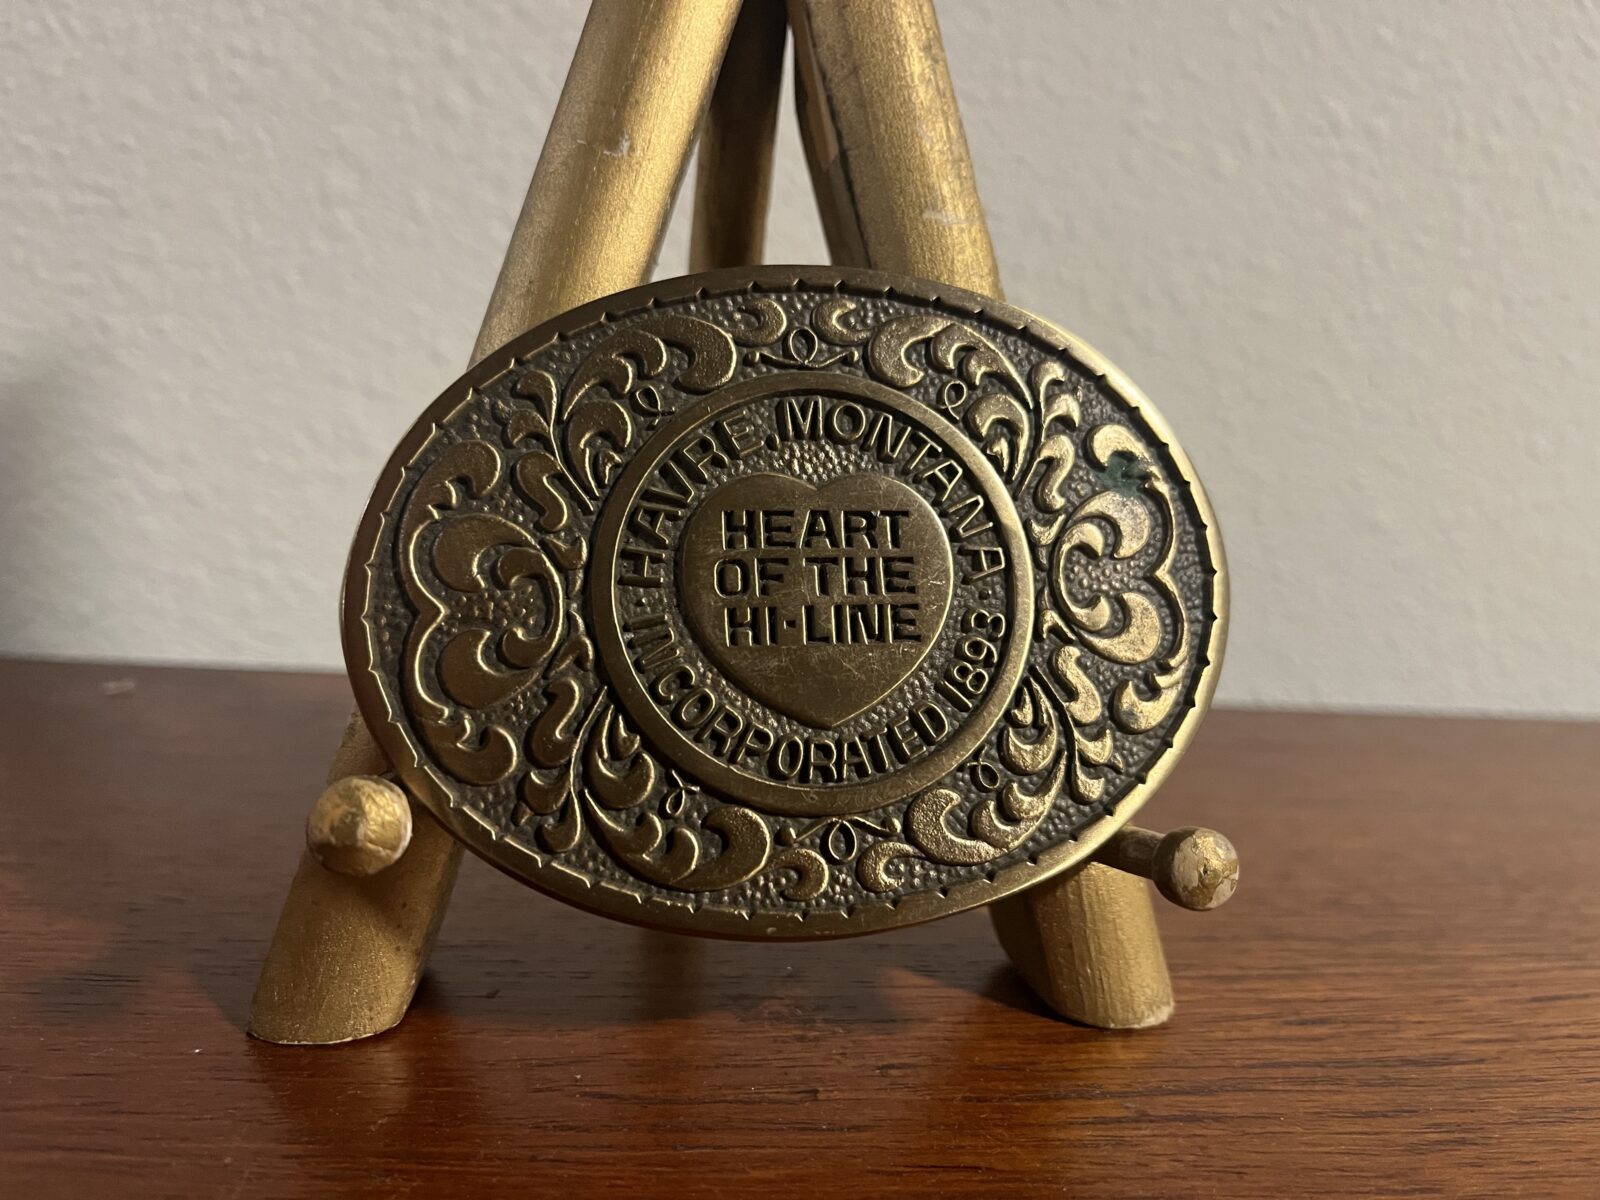 HAVRE, MONTANA
HEART
OF THE
HI-LINE
INCORPORATED 1893